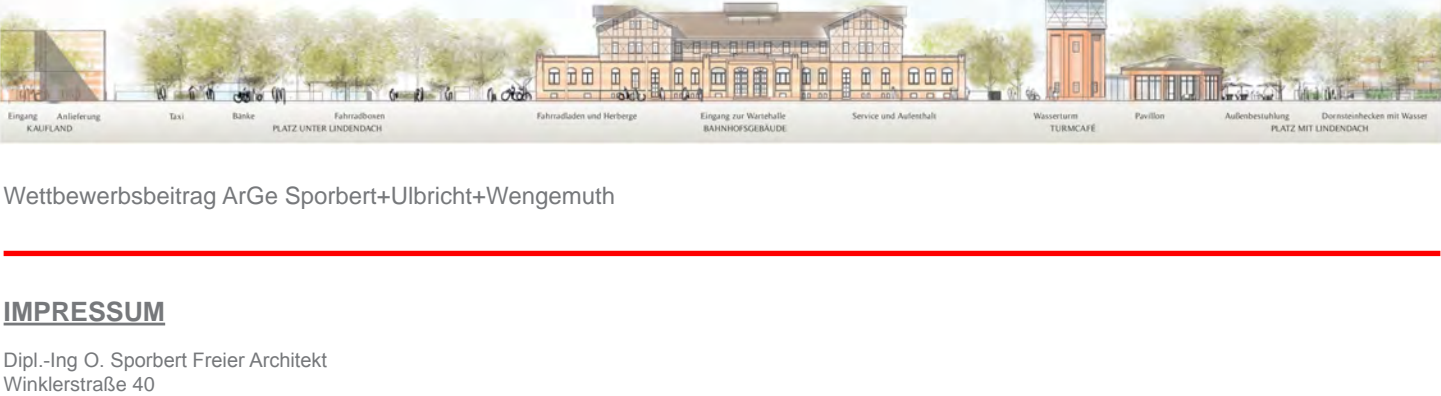 Eingang Anlieferung Taxi Bänke Fahrradboxen Fahrradladen und Herberge Eingang zur Wartehalle Service und Aufenthalt Wasserturm Pavillon Außenbestuhlung Dornsteinhecken mit Wasser
KAUFLAND PLATZ UNTER LINDENDACH BAHNHOFSGEBÄUDE TURMCAFÉ PLATZ MIT LINDENDACH
Wettbewerbsbeitrag ArGe Sporbert+Ulbricht+Wengemuth
IMPRESSUM
Dipl.-Ing O. Sporbert Freier Architekt
Winklerstraße 40